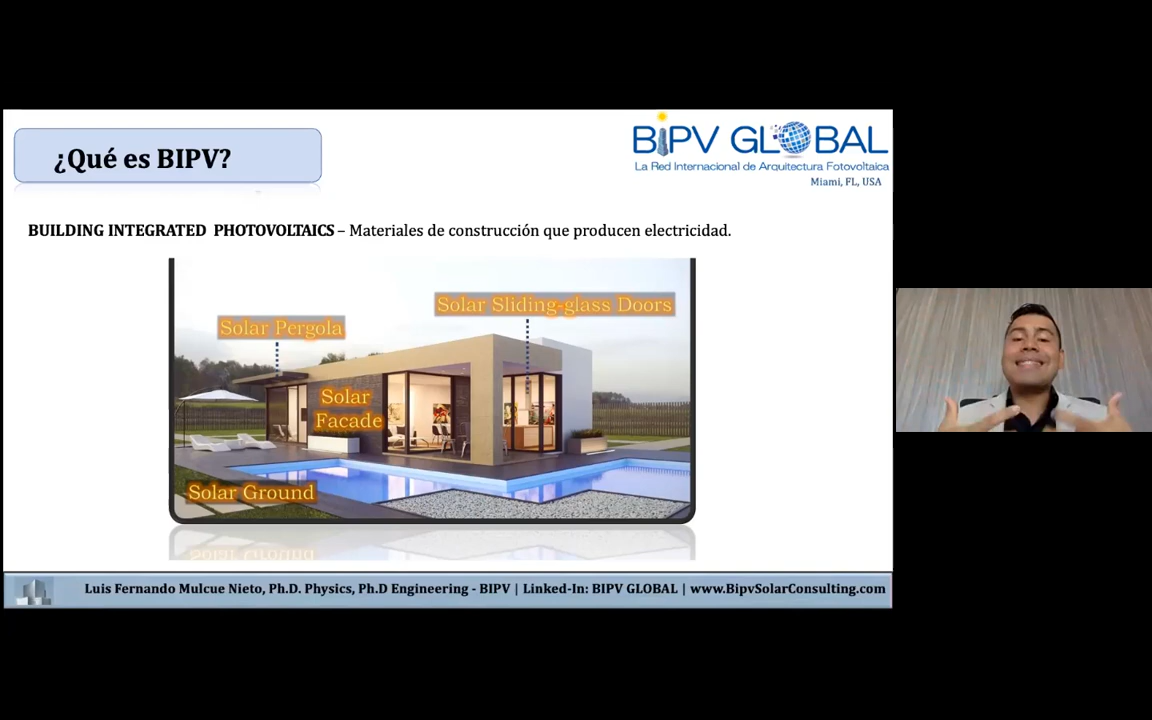 ¿Qué es BIPV?
BIPV GLOBAL
La Red Internacional de Arquitectura Fotovoltaica
Miami, FL, USA
BUILDING INTEGRATED PHOTOVOLTAICS – Materiales de construcción que producen electricidad.
Solar Sliding-glass Doors
Solar Pergola
Solar
Facade
Solar Ground
Luis Fernando Mulcue Nieto, Ph.D. Physics, Ph.D Engineering - BIPV | Linked-In: BIPV GLOBAL | www.BipvSolarConsulting.com